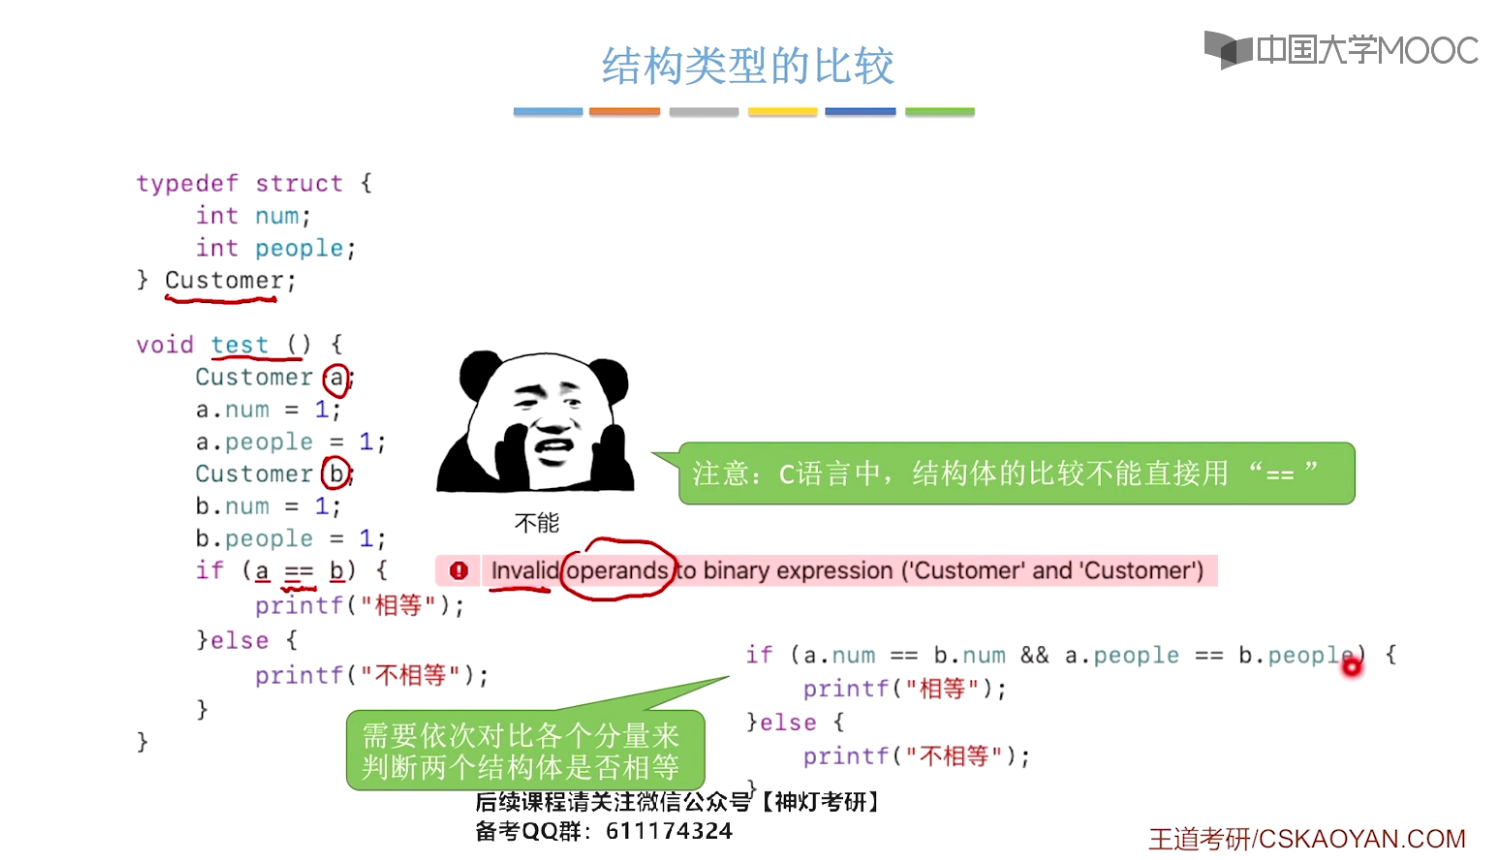 中国大学MOOC
结构类型的比较
typedef struct {
int num;
int people;
} Customer;
void test () {
Customer a;
a.num = 1;
a.people = 1;
Customer b;
b.num = 1;
b.people = 1;
if (a == b) {
printf("相等");
}else {
printf("不相等");
}
}
不能
注意：C语言中，结构体的比较不能直接用 “== ”
Invalid operands to binary expression ('Customer' and 'Customer')
需要依次对比各个分量来
判断两个结构体是否相等
if (a.num == b.num && a.people == b.people) {
printf("相等");
}else {
printf("不相等");
}
后续课程请关注微信公众号【神灯考研】
备考QQ群：611174324
王道考研/CSKAOYAN.COM